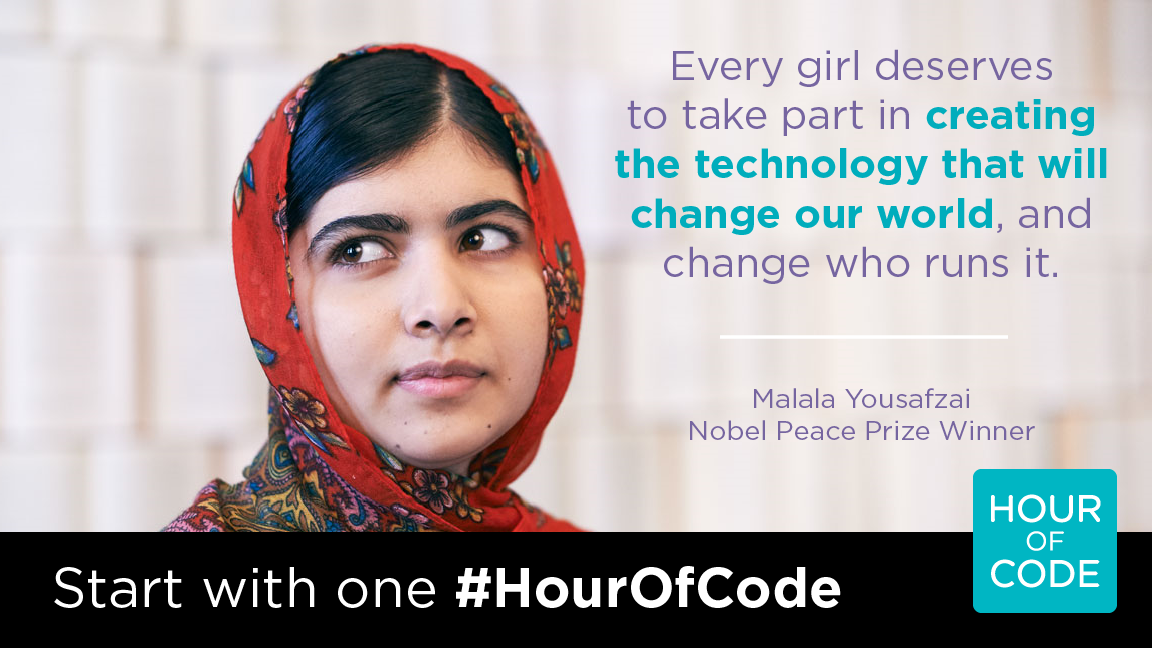 Every girl deserves
to take part in creating
the technology that will
change our world, and
change who runs it.
Malala Yousafzai
Nobel Peace Prize Winner
HOUR
OF
CODE
Start with one #HourOfCode